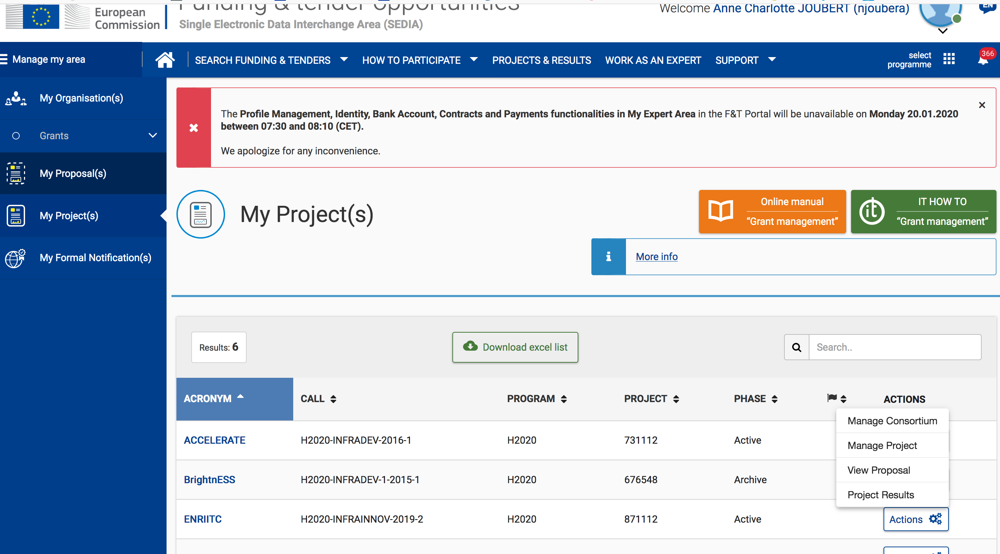 Funding & tender opportunities
European
Commission
Single Electronic Data Interchange Area (SEDIA)
Welcome Anne Charlotte JOUBERT (njoubera)
EN
Manage my area
SEARCH FUNDING & TENDERS
HOW TO PARTICIPATE
PROJECTS & RESULTS
WORK AS AN EXPERT
SUPPORT
select
programme
366
My Organisation(s)
Grants
My Proposal(s)
My Project(s)
My Formal Notification(s)
The Profile Management, Identity, Bank Account, Contracts and Payments functionalities in My Expert Area in the F&T Portal will be unavailable on Monday 20.01.2020
between 07:30 and 08:10 (CET).
We apologize for any inconvenience.
My Project(s)
Online manual
“Grant management”
it
IT HOW TO
“Grant management”
i
More info
Results: 6
Download excel list
Search..
ACRONYM CALL PROGRAM PROJECT PHASE ACTIONS
ACCELERATE H2020-INFRADEV-2016-1 H2020 731112 Active
BrightnESS H2020-INFRADEV-1-2015-1 H2020 676548 Archive
ENRIITC H2020-INFRAINNOV-2019-2 H2020 871112 Active
Manage Consortium
Manage Project
View Proposal
Project Results
Actions